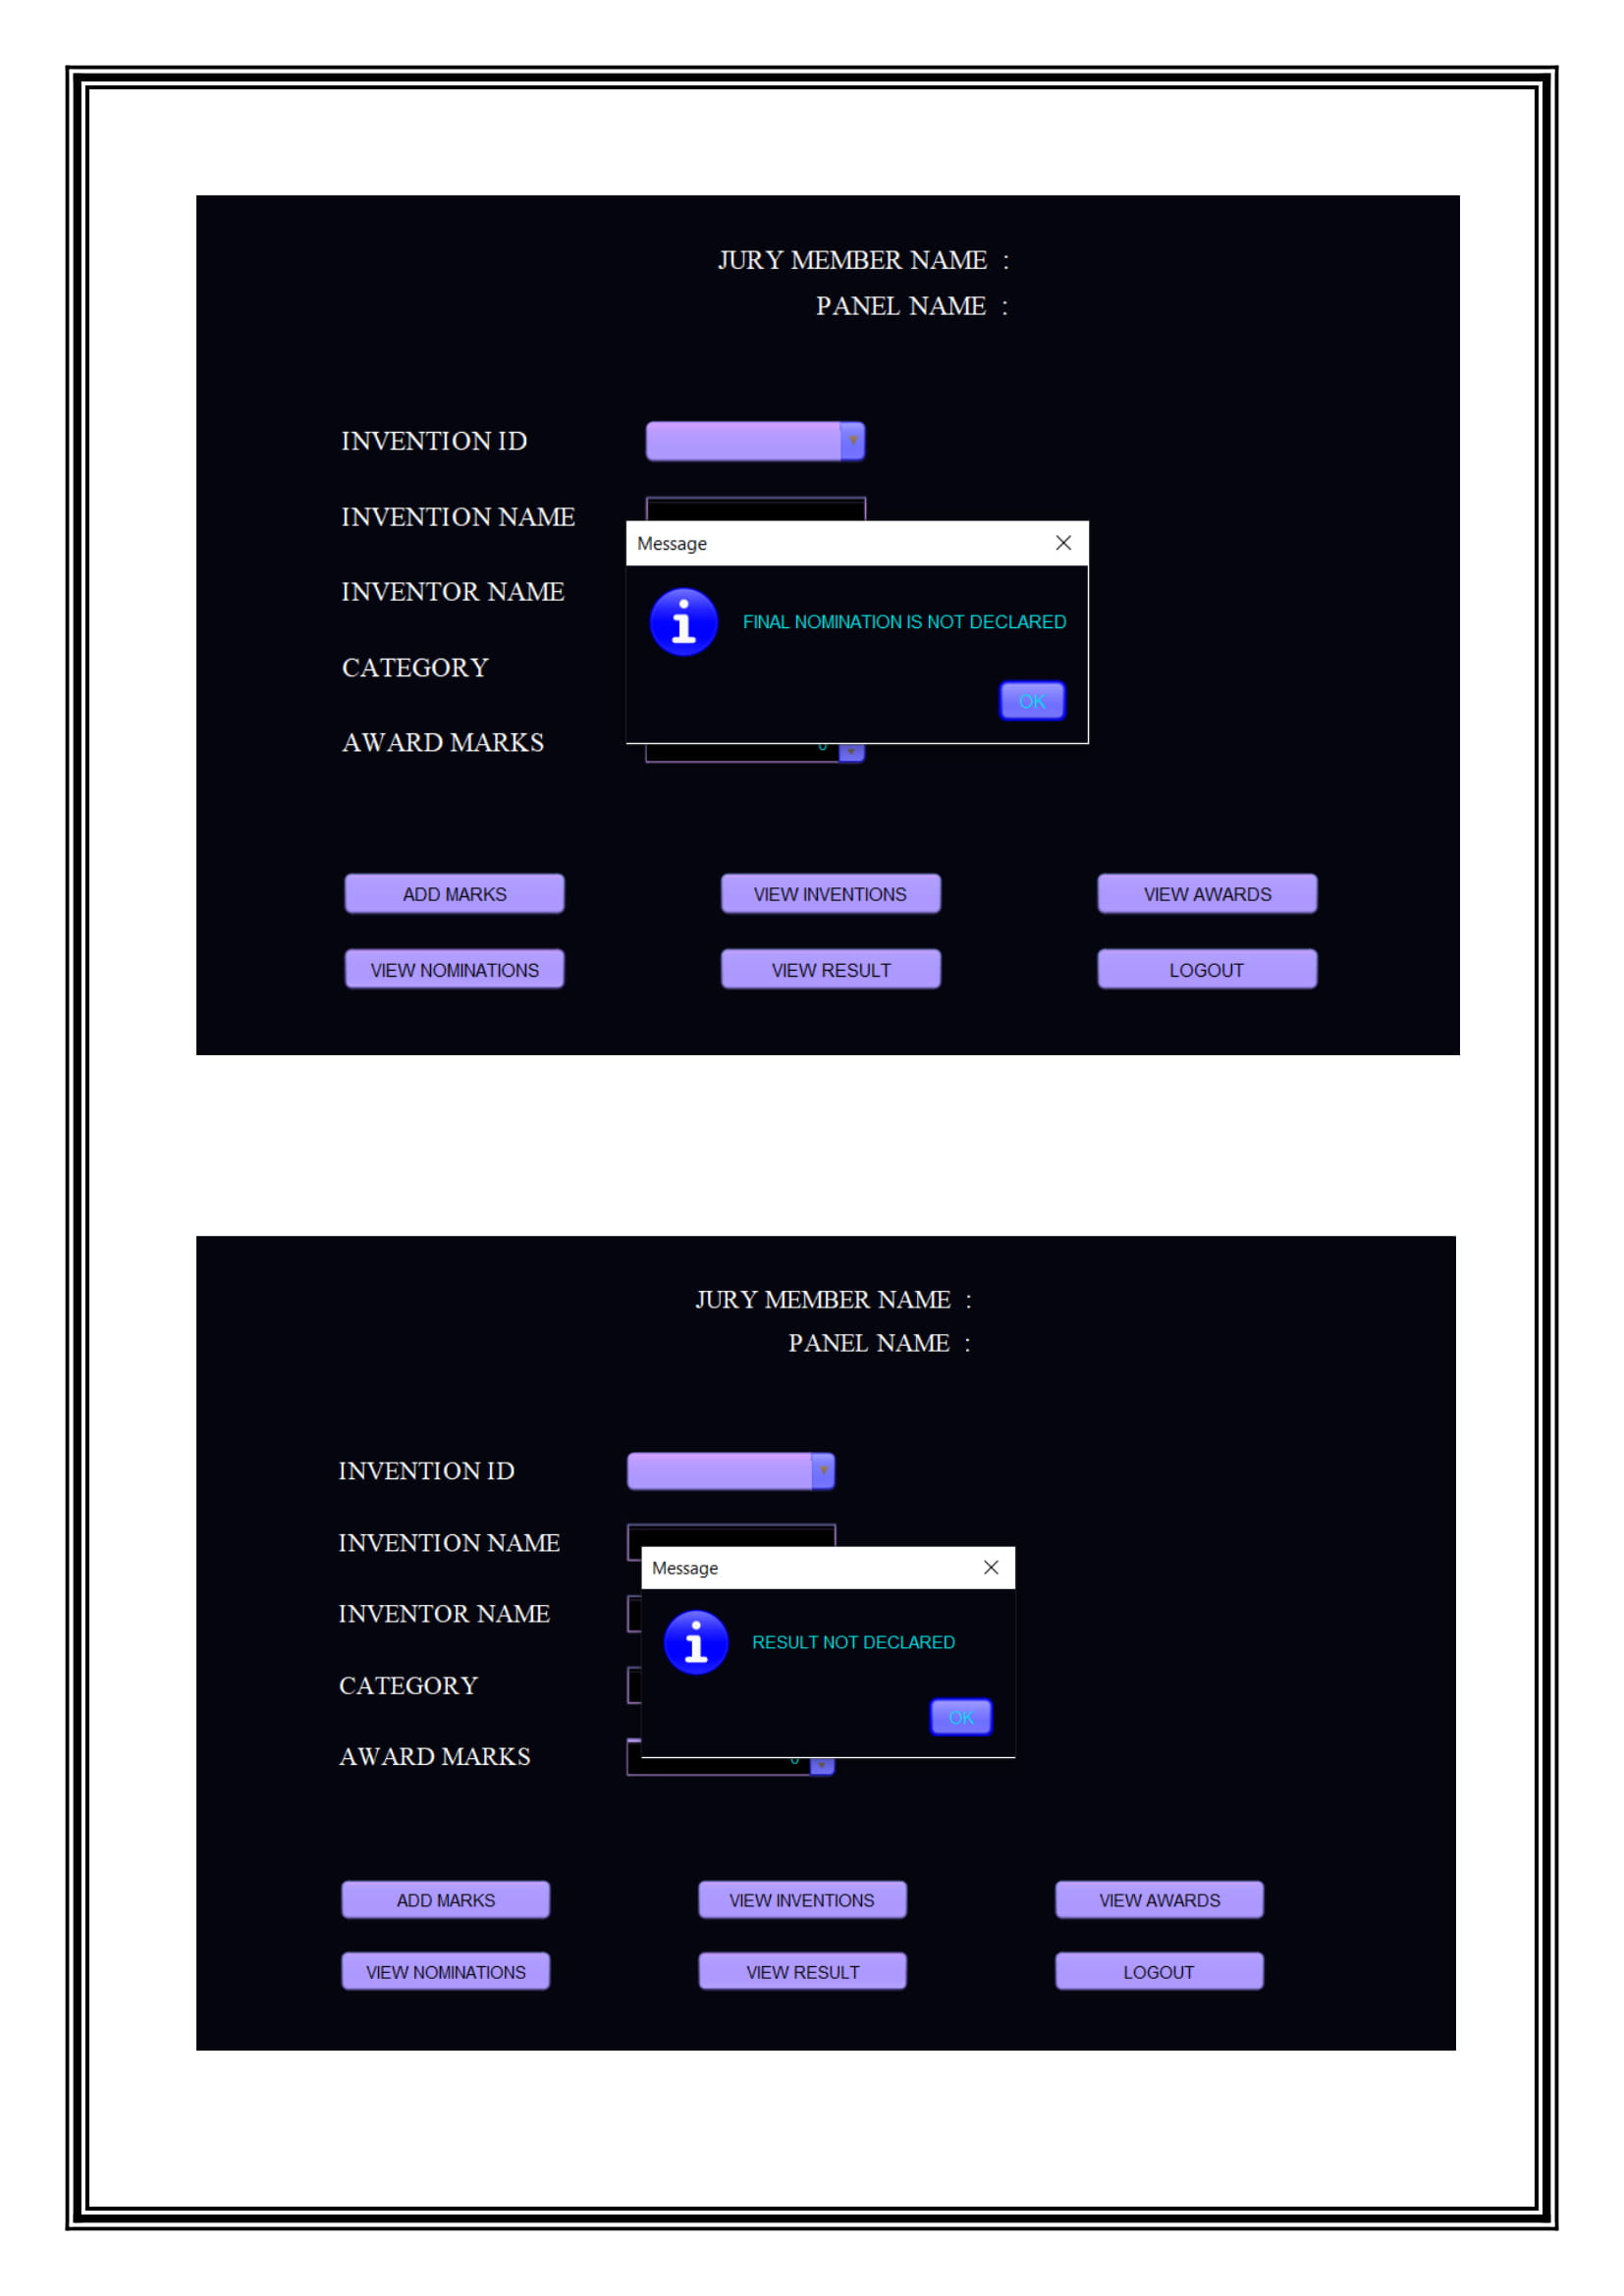 JURY MEMBER NAME :
PANEL NAME :
INVENTION ID
INVENTION NAME
Message
INVENTOR NAME
FINAL NOMINATION IS NOT DECLARED
CATEGORY
OK
AWARD MARKS
ADD MARKS VIEW INVENTIONS VIEW AWARDS
VIEW NOMINATIONS VIEW RESULT LOGOUT
JURY MEMBER NAME :
PANEL NAME :
INVENTION ID
INVENTION NAME
Message
INVENTOR NAME
RESULT NOT DECLARED
CATEGORY
OK
AWARD MARKS
ADD MARKS VIEW INVENTIONS VIEW AWARDS
VIEW NOMINATIONS VIEW RESULT LOGOUT